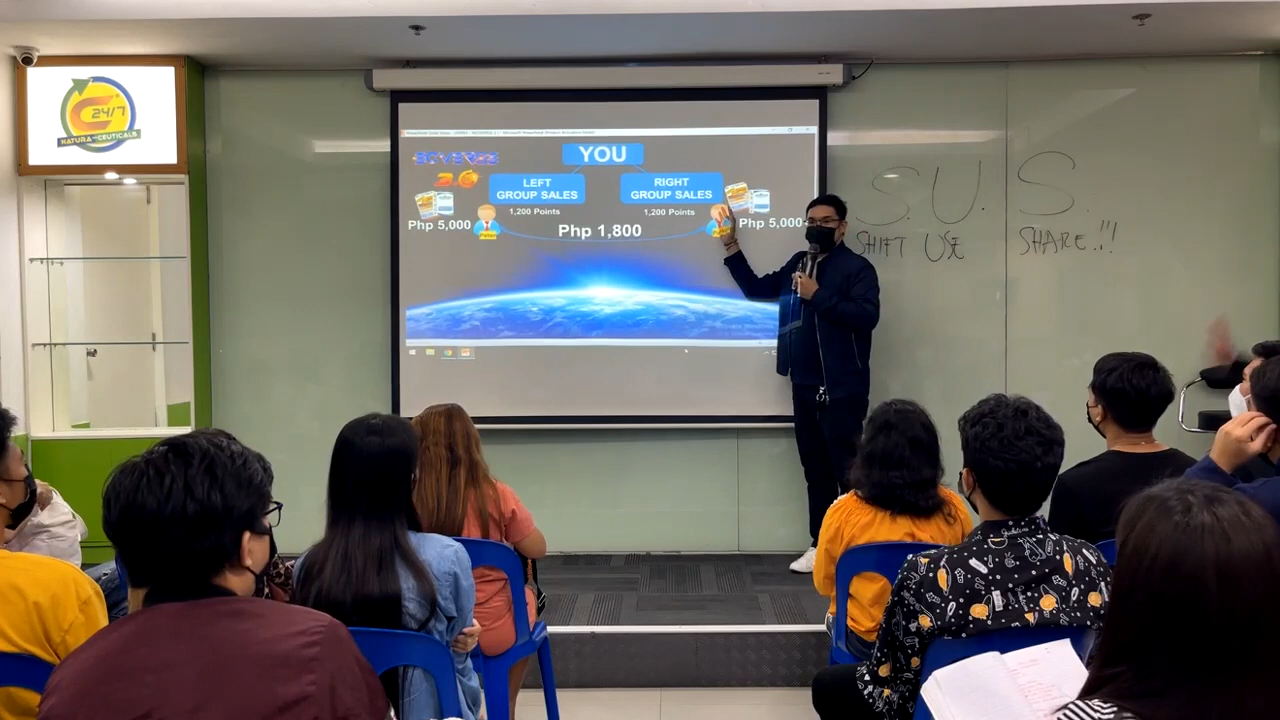 24/7
NATURA CEUTICALS
YOU
LEFT
GROUP SALES
RIGHT
GROUP SALES
1,200 Points
1,200 Points
Php 5,000
Php 1,800
Php 5,000
S. U. S.
SHIFT USE SHARE.!!!